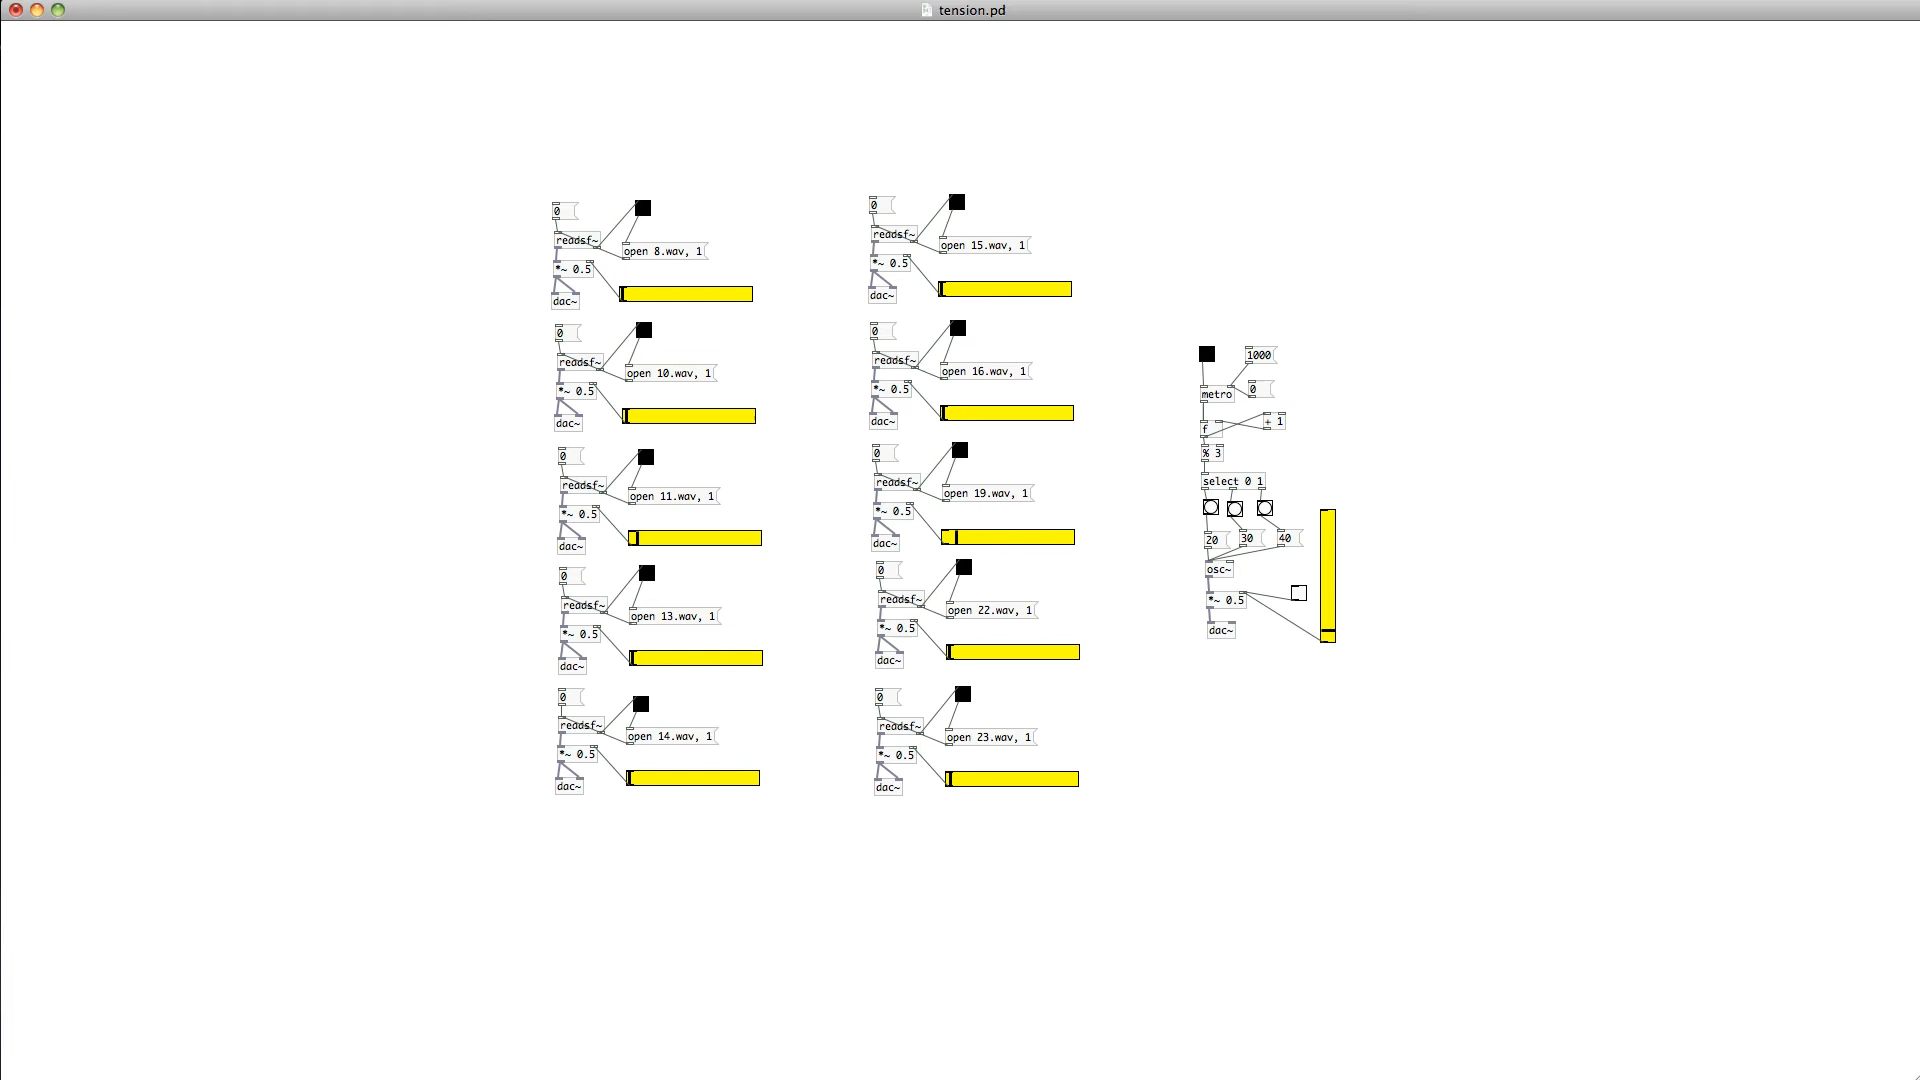 tension.pd
0
readsf~
open 8.wav, 1
*~ 0.5
dac~
0
readsf~
open 10.wav, 1
*~ 0.5
dac~
0
readsf~
open 11.wav, 1
*~ 0.5
dac~
0
readsf~
open 13.wav, 1
*~ 0.5
dac~
0
readsf~
open 14.wav, 1
*~ 0.5
dac~
0
readsf~
open 15.wav, 1
*~ 0.5
dac~
0
readsf~
open 16.wav, 1
*~ 0.5
dac~
0
readsf~
open 19.wav, 1
*~ 0.5
dac~
0
readsf~
open 22.wav, 1
*~ 0.5
dac~
0
readsf~
open 23.wav, 1
*~ 0.5
dac~
1000
metro 0
f + 1
% 3
select 0 1
20 30 40
osc~
*~ 0.5
dac~